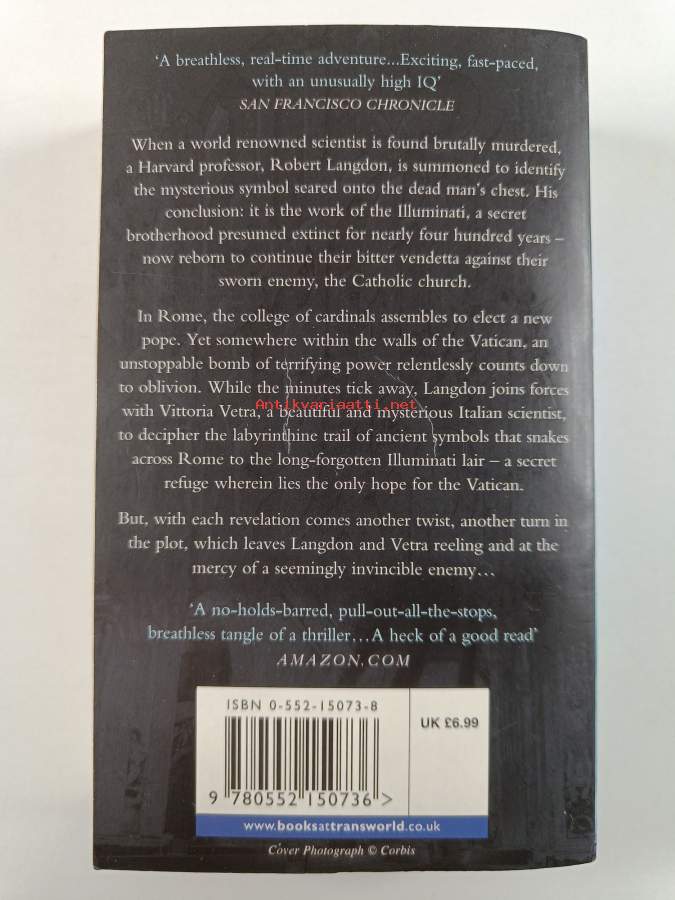 ‘A breathless, real-time adventure...Exciting, fast-paced,
with an unusually high IQ’
SAN FRANCISCO CHRONICLE
When a world renowned scientist is found brutally murdered,
a Harvard professor, Robert Langdon, is summoned to identify
the mysterious symbol seared onto the dead man's chest. His
conclusion: it is the work of the Illuminati, a secret
brotherhood presumed extinct for nearly four hundred years –
now reborn to continue their bitter vendetta against their
sworn enemy, the Catholic church.
In Rome, the college of cardinals assembles to elect a new
pope. Yet somewhere within the walls of the Vatican, an
unstoppable bomb of terrifying power relentlessly counts down
to oblivion. While the minutes tick away, Langdon joins forces
Antikvariaatti.net
with Vittoria Vetra, a beautiful and mysterious Italian scientist,
to decipher the labyrinthine trail of ancient symbols that snakes
across Rome to the long-forgotten Illuminati lair – a secret
refuge wherein lies the only hope for the Vatican.
But, with each revelation comes another twist, another turn in
the plot, which leaves Langdon and Vetra reeling and at the
mercy of a seemingly invincible enemy...
‘A no-holds-barred, pull-out-all-the-stops,
breathless tangle of a thriller...A heck of a good read’
AMAZON.COM
ISBN 0-552-15073-8
UK £6.99
9 780552 150736 >
www.booksattransworld.co.uk
Cover Photograph © Corbis